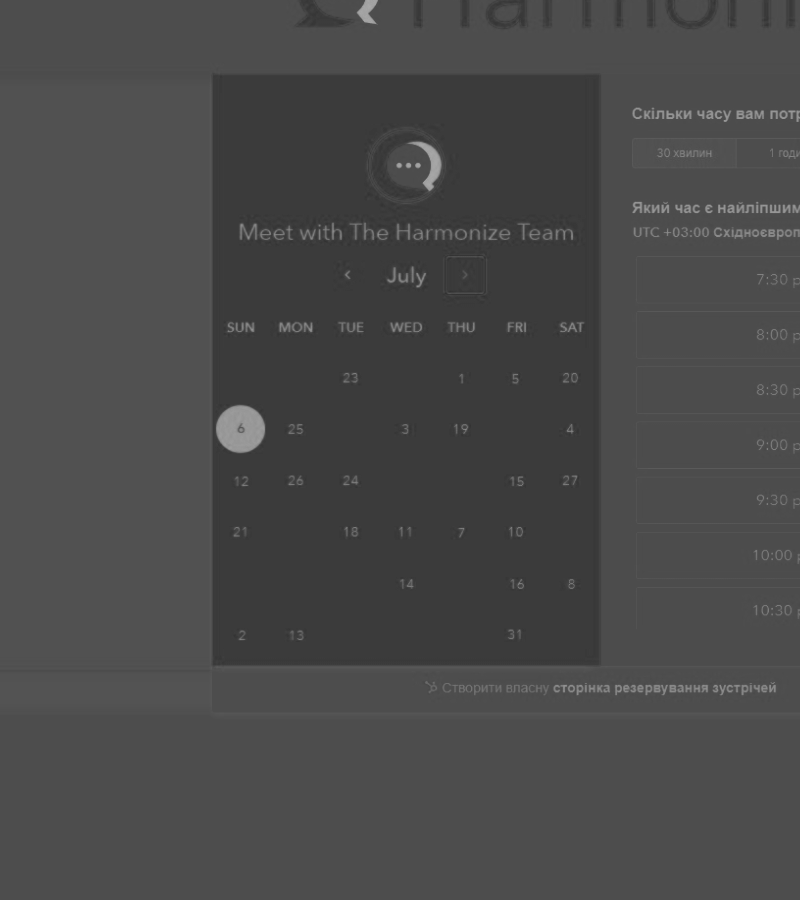 Harmoni
Meet with The Harmonize Team
July
SUN MON TUE WED THU FRI SAT
23 1 5 20
6 25 3 19 4
12 26 24 15 27
21 18 11 7 10
14 16 8
2 13 31
Скільки часу вам потр
30 хвилин 1 годи
Який час є найліпшим
UTC +03:00 Східноєвроп
7:30 p
8:00 p
8:30 p
9:00 p
9:30 p
10:00 p
10:30 p
Створити власну сторінка резервування зустрічей